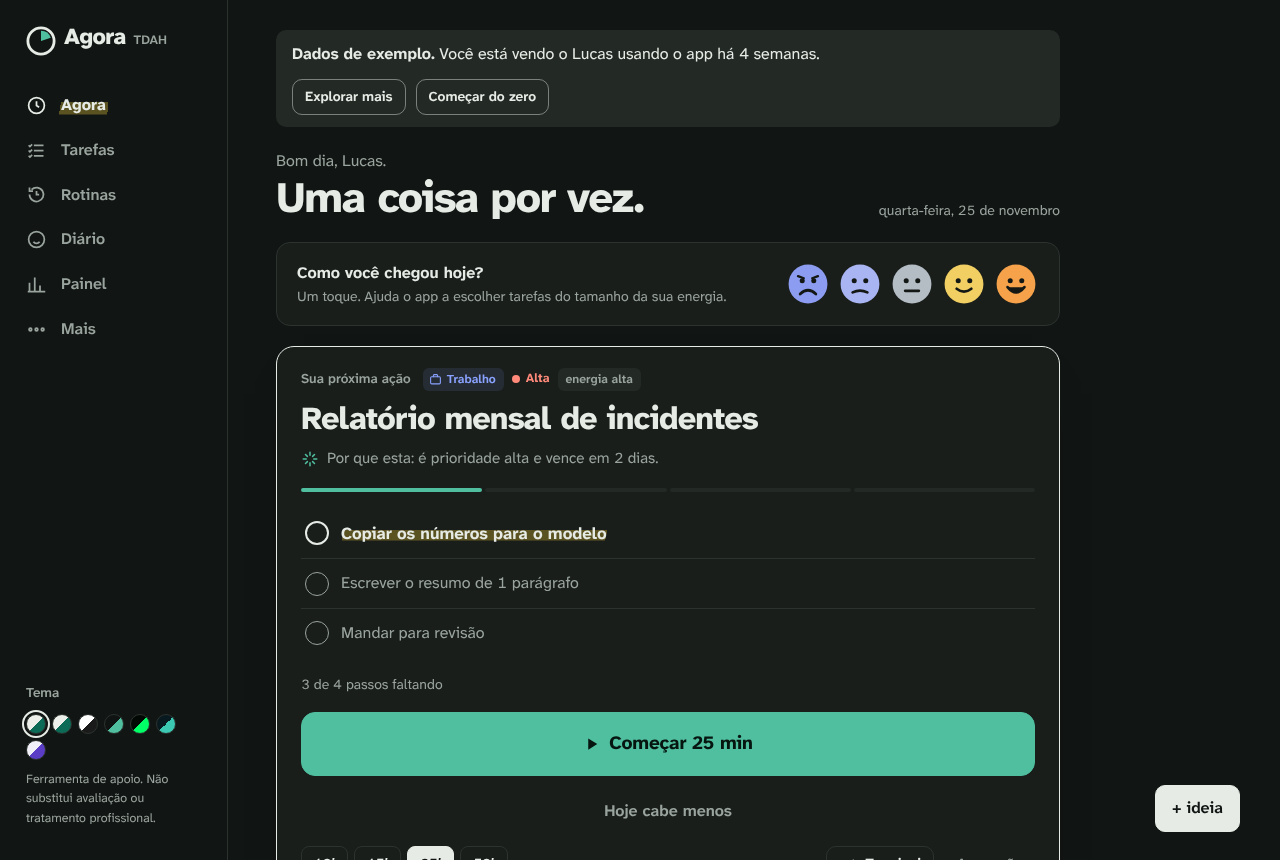 Agora TDAH
Agora
Tarefas
Rotinas
Diário
Painel
Mais
Tema
Ferramenta de apoio. Não
substitui avaliação ou
tratamento profissional.
Dados de exemplo. Você está vendo o Lucas usando o app há 4 semanas.
Explorar mais
Começar do zero
Bom dia, Lucas.
Uma coisa por vez.
quarta-feira, 25 de novembro
Como você chegou hoje?
Um toque. Ajuda o app a escolher tarefas do tamanho da sua energia.
Sua próxima ação Trabalho Alta energia alta
Relatório mensal de incidentes
Por que esta: é prioridade alta e vence em 2 dias.
Copiar os números para o modelo
Escrever o resumo de 1 parágrafo
Mandar para revisão
3 de 4 passos faltando
Começar 25 min
Hoje cabe menos
+ ideia